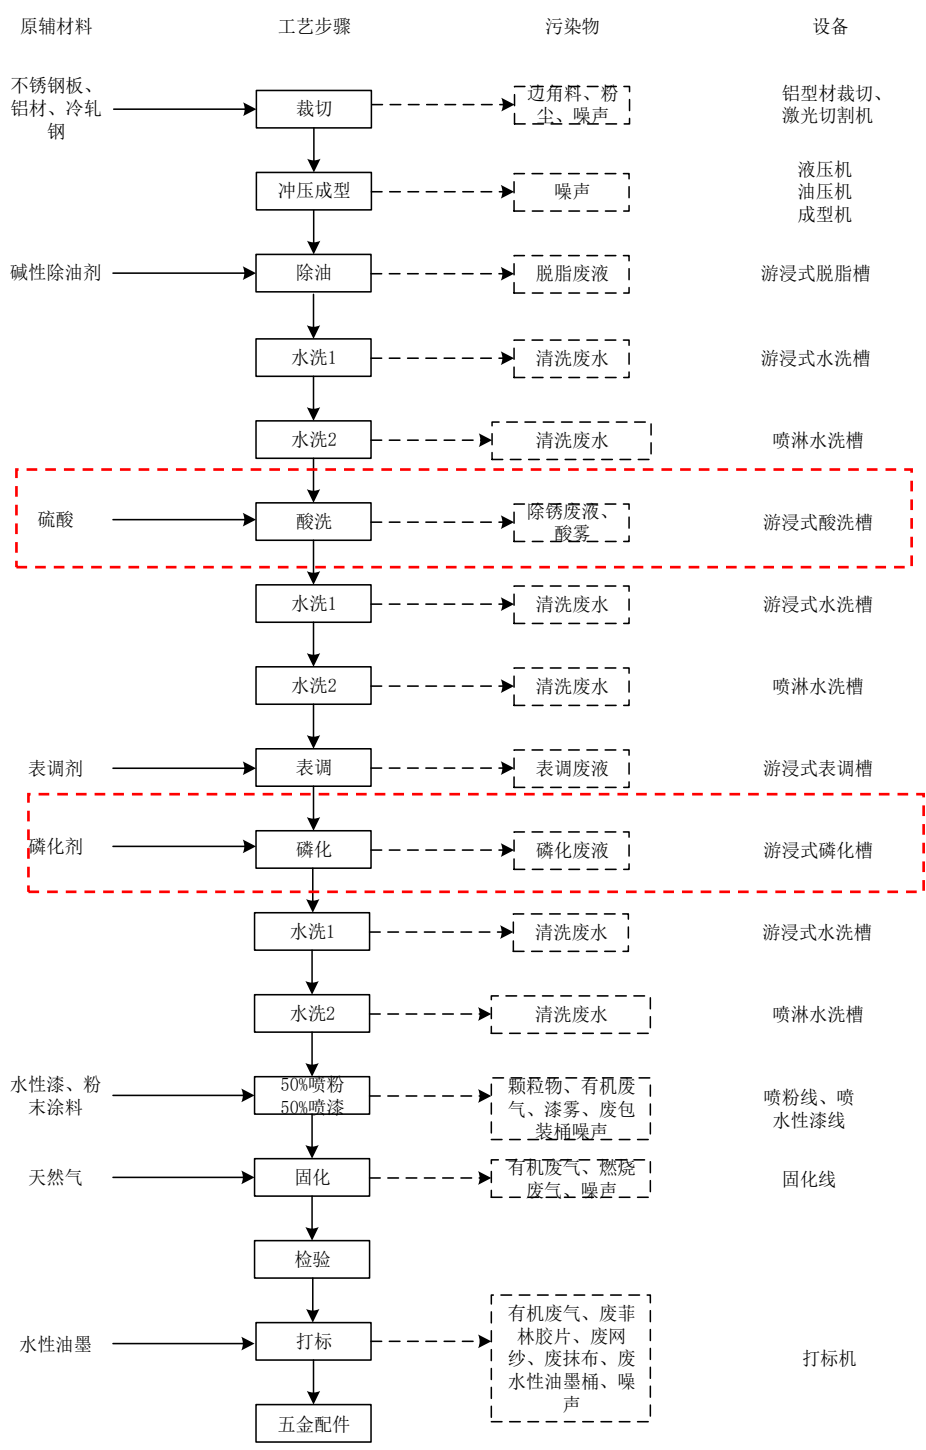 原辅材料
工艺步骤
污染物
设备
不锈钢板、
铝材、冷轧
钢
裁切
边角料、粉
尘、噪声
铝型材裁切、
激光切割机
冲压成型
噪声
液压机
油压机
成型机
碱性除油剂
除油
脱脂废液
游浸式脱脂槽
水洗1
清洗废水
游浸式水洗槽
水洗2
清洗废水
喷淋水洗槽
硫酸
酸洗
除锈废液、
酸雾
游浸式酸洗槽
水洗1
清洗废水
游浸式水洗槽
水洗2
清洗废水
喷淋水洗槽
表调剂
表调
表调废液
游浸式表调槽
磷化剂
磷化
磷化废液
游浸式磷化槽
水洗1
清洗废水
游浸式水洗槽
水洗2
清洗废水
喷淋水洗槽
水性漆、粉
末涂料
50%喷粉
50%喷漆
颗粒物、有机废
气、漆雾、废包
装桶噪声
喷粉线、喷
水性漆线
天然气
固化
有机废气、燃烧
废气、噪声
固化线
检验
水性油墨
打标
有机废气、废菲
林胶片、废网
纱、废抹布、废
水性油墨桶、噪
声
打标机
五金配件